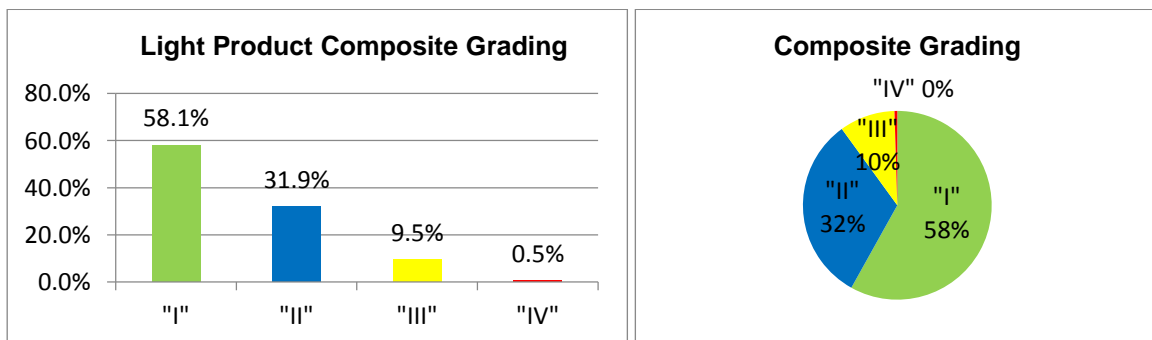 Light Product Composite Grading
80.0%
60.0%
40.0%
20.0%
0.0%
58.1%
31.9%
9.5%
0.5%
"I"
"II"
"III"
"IV"
Composite Grading
"IV" 0%
"III"
10%
"II"
32%
"I"
58%